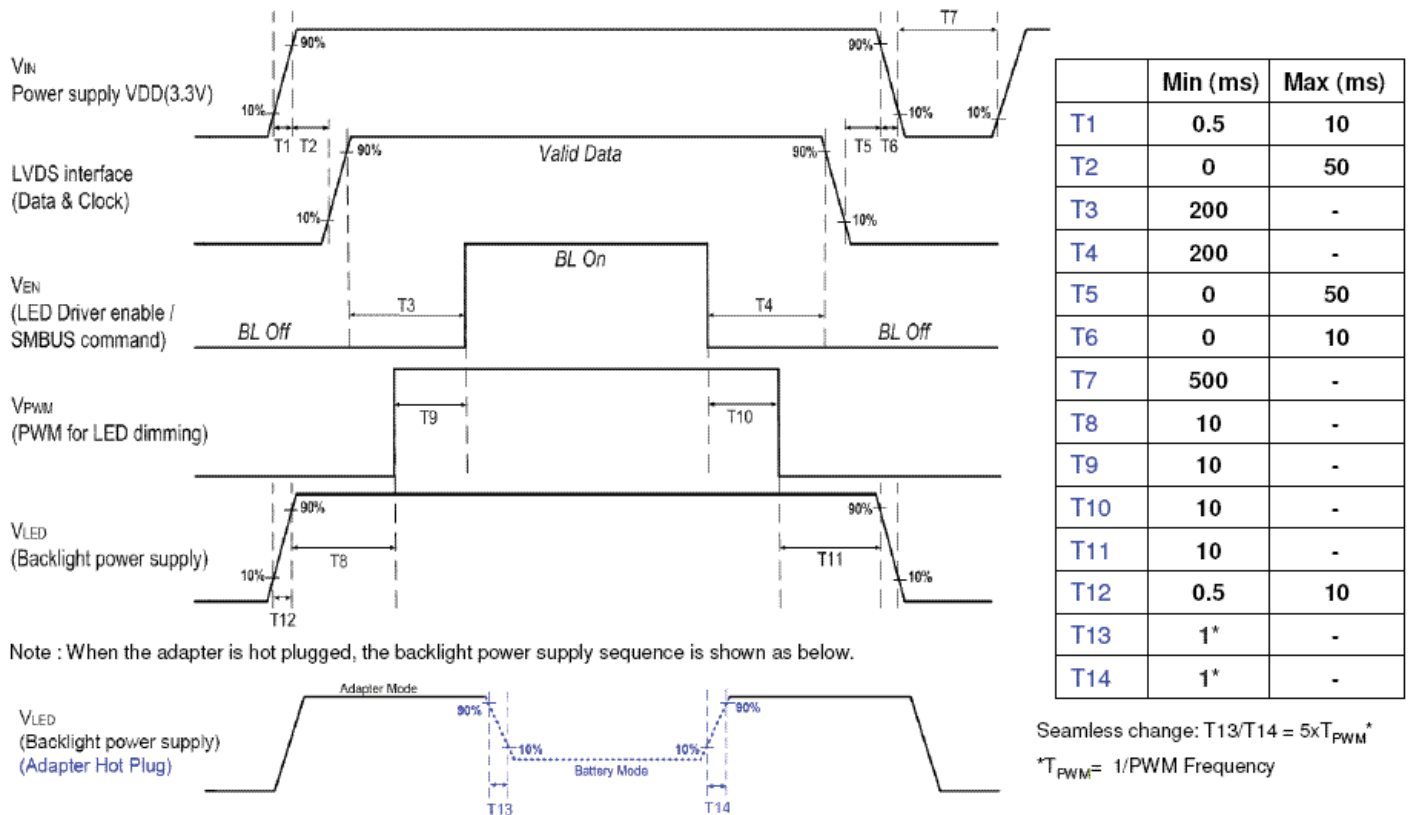 T7
90%
90%
VIN
Power supply VDD(3.3V)
10%
10%
10%
T1 T2
T5 T6
90%
Valid Data
90%
LVDS interface
(Data & Clock)
10%
10%
BL On
VEN
(LED Driver enable /
SMBUS command)
T3
T4
BL Off
BL Off
VPWM
(PWM for LED dimming)
T9
T10
90%
90%
VLED
(Backlight power supply)
T8
T11
10%
10%
T12
Note : When the adapter is hot plugged, the backlight power supply sequence is shown as below.
Adapter Mode
VLED
(Backlight power supply)
(Adapter Hot Plug)
90%
90%
10%
10%
Battery Mode
T13
T14
Min (ms) Max (ms)
T1 0.5 10
T2 0 50
T3 200 -
T4 200 -
T5 0 50
T6 0 10
T7 500 -
T8 10 -
T9 10 -
T10 10 -
T11 10 -
T12 0.5 10
T13 1* -
T14 1* -
Seamless change: T13/T14 = 5xTPWM*
*TPWM= 1/PWM Frequency